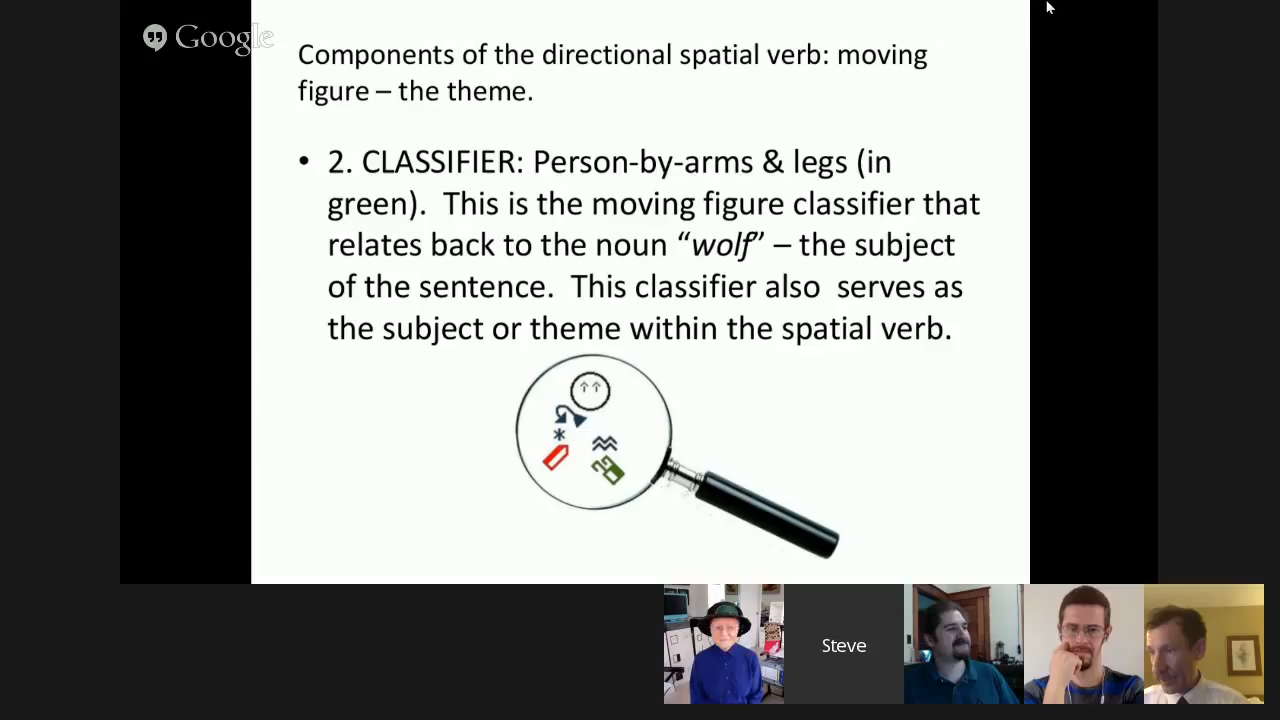 Google
Components of the directional spatial verb: moving
figure – the theme.
• 2. CLASSIFIER: Person-by-arms & legs (in
green).  This is the moving figure classifier that
relates back to the noun “wolf” – the subject
of the sentence.  This classifier also  serves as
the subject or theme within the spatial verb.
Steve